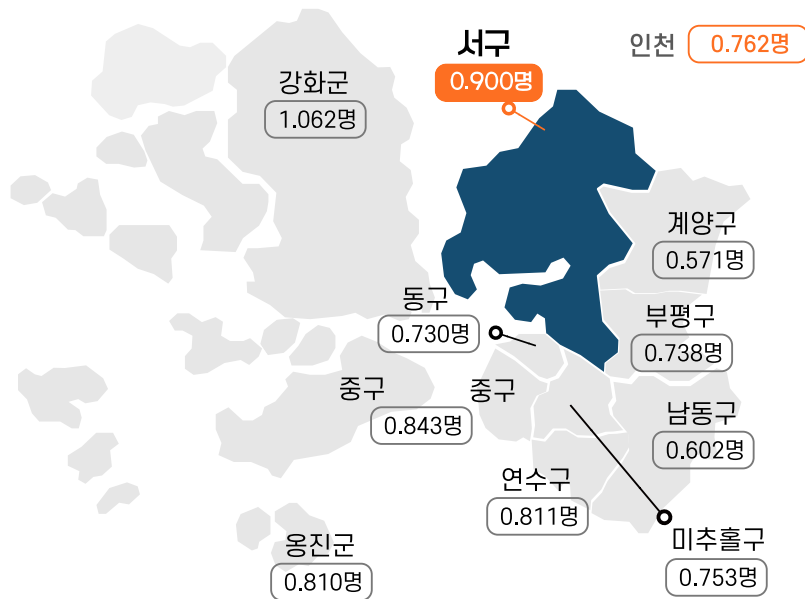 서구
0.900명
인천 0.762명
강화군
1.062명
계양구
0.571명
동구
0.730명
부평구
0.738명
중구
0.843명
중구
남동구
0.602명
연수구
0.811명
미추홀구
0.753명
옹진군
0.810명